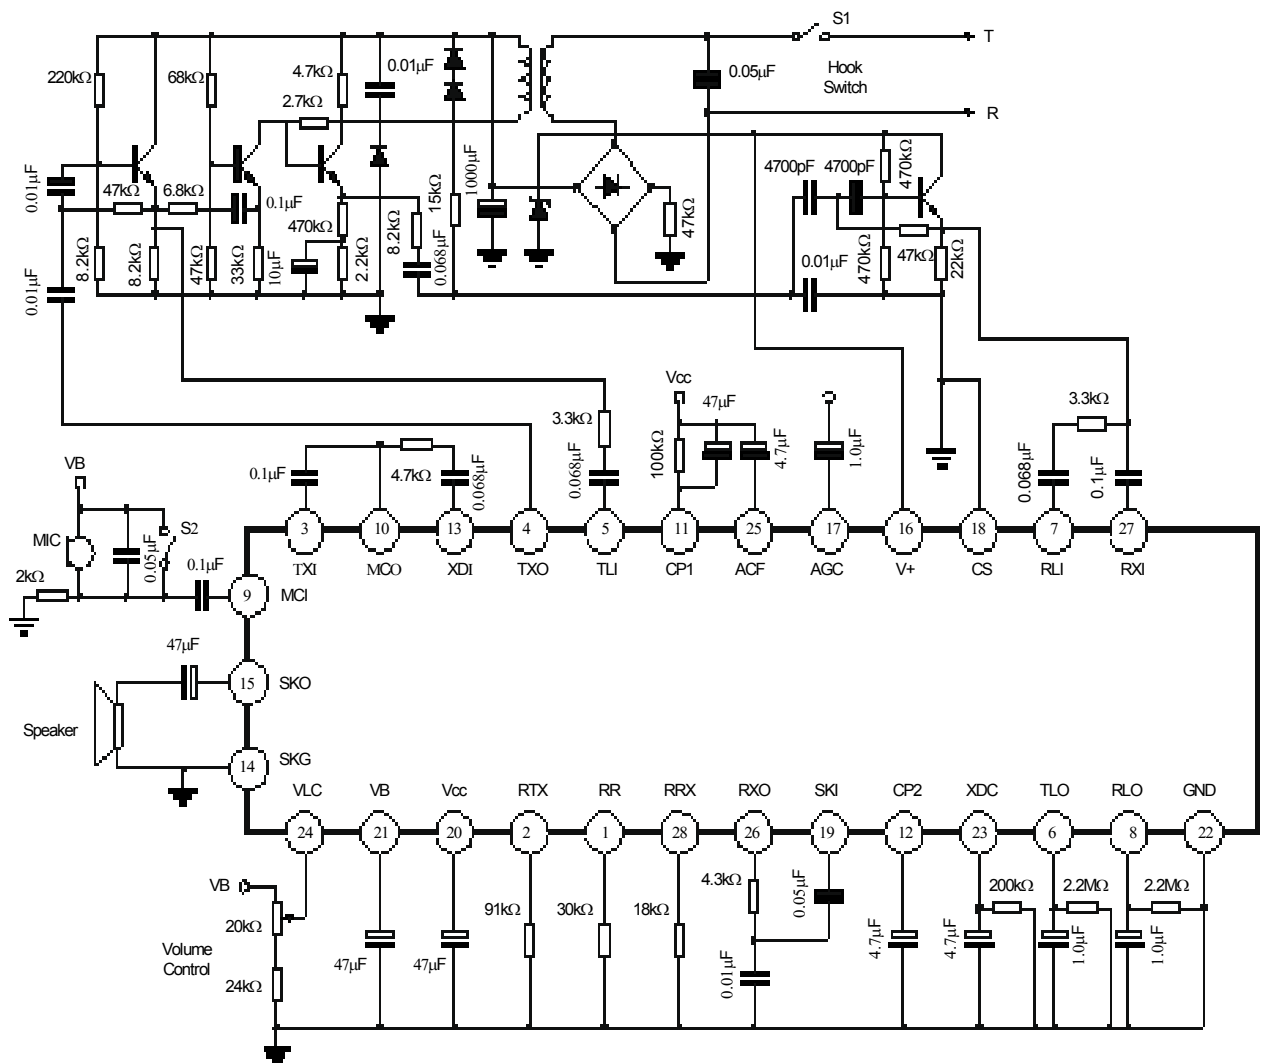 S1
T
220kΩ
68kΩ
4.7kΩ
0.01μF
0.05μF
Hook
Switch
2.7kΩ
R
0.01μF
47kΩ
6.8kΩ
0.1μF
470kΩ
8.2kΩ
15kΩ
1000μF
47kΩ
4700pF
4700pF
470kΩ
0.01μF
8.2kΩ
8.2kΩ
47kΩ
33kΩ
10μF
2.2kΩ
0.068μF
0.01μF
470kΩ
47kΩ
22kΩ
Vcc
47μF
3.3kΩ
3.3kΩ
VB
0.1μF
4.7kΩ
0.068μF
0.068μF
100kΩ
4.7μF
1.0μF
0.068μF
0.1μF
MIC
0.05μF
S2
0.1μF
2kΩ
3
10
13
4
5
11
25
17
16
18
7
27
TXI
MCO
XDI
TXO
TLI
CP1
ACF
AGC
V+
CS
RLI
RXI
9
MCI
47μF
15
SKO
Speaker
14
SKG
VLC
VB
Vcc
RTX
RR
RRX
RXO
SKI
CP2
XDC
TLO
RLO
GND
24
21
20
2
1
28
26
19
12
23
6
8
22
VB
20kΩ
Volume
Control
24kΩ
47μF
47μF
91kΩ
30kΩ
18kΩ
4.3kΩ
0.05μF
0.01μF
4.7μF
4.7μF
200kΩ
1.0μF
2.2MΩ
1.0μF
2.2MΩ